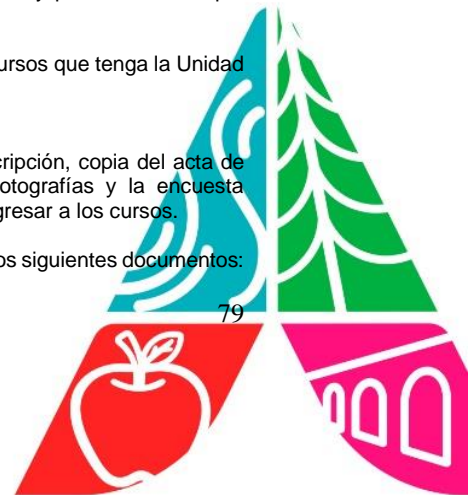 ursos que tenga la Unidad
cripción, copia del acta de
otografías y la encuesta
gresar a los cursos.
os siguientes documentos:
79